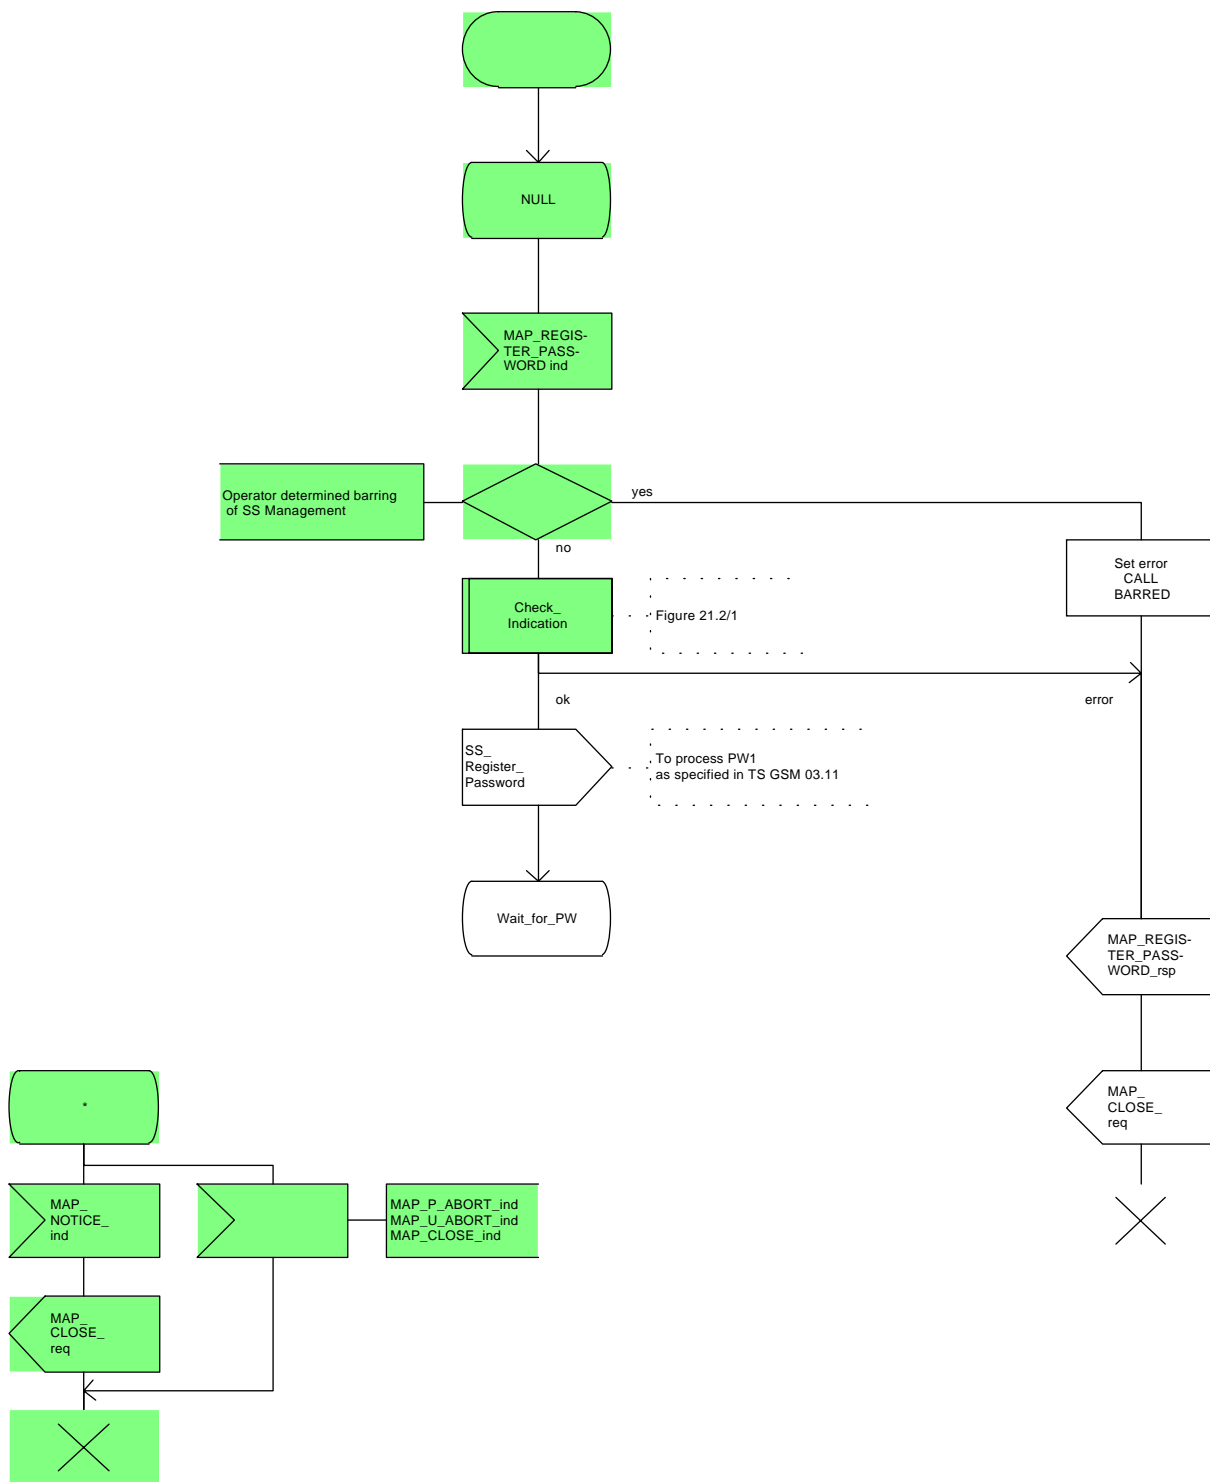 NULL
MAP_REGIS-
TER_PASS-
WORD ind
Operator determined barring
of SS Management
yes
no
Set error
CALL
BARRED
Check_
Indication
Figure 21.2/1
ok
error
SS_
Register_
Password
To process PW1
as specified in TS GSM 03.11
Wait_for_PW
MAP_REGIS-
TER_PASS-
WORD_rsp
MAP_
CLOSE_
req
*
MAP_
NOTICE_
ind
MAP_P_ABORT_ind
MAP_U_ABORT_ind
MAP_CLOSE_ind
MAP_
CLOSE_
req